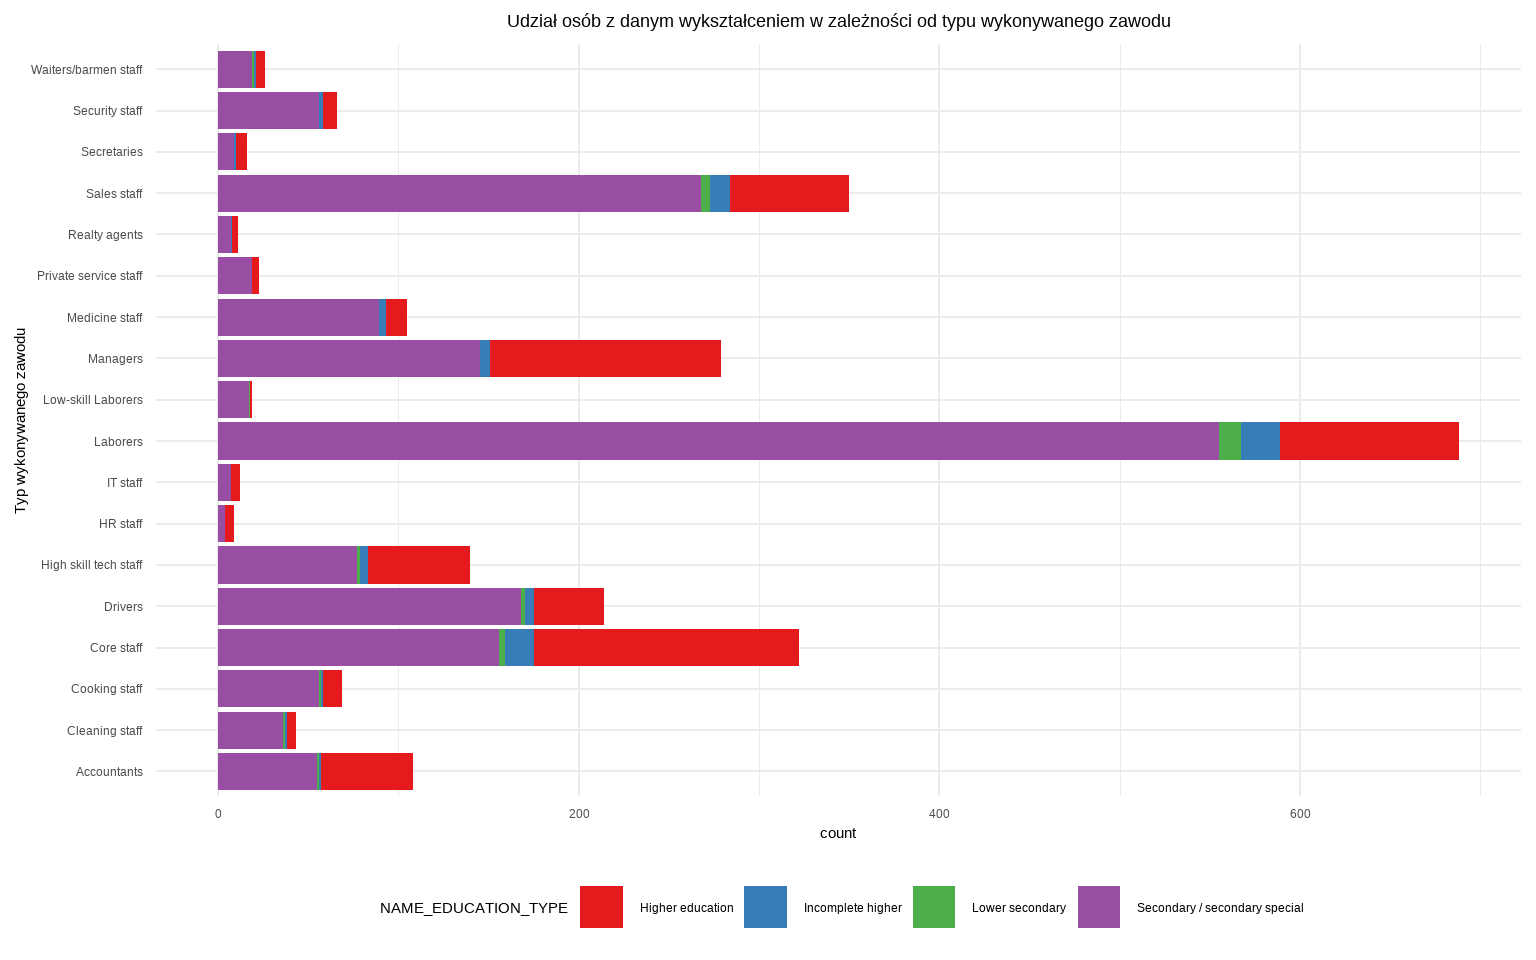 Udział osób z danym wykształceniem w zależności od typu wykonywanego zawodu
Typ wykonywanego zawodu
Waiters/barmen staff
Security staff
Secretaries
Sales staff
Realty agents
Private service staff
Medicine staff
Managers
Low-skill Laborers
Laborers
IT staff
HR staff
High skill tech staff
Drivers
Core staff
Cooking staff
Cleaning staff
Accountants
0 200 400 600
count
NAME_EDUCATION_TYPE Higher education Incomplete higher Lower secondary Secondary / secondary special